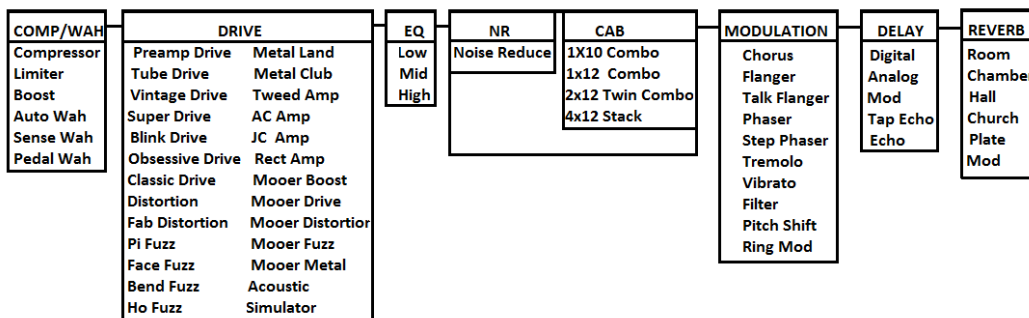 COMP/WAH
Compressor
Limiter
Boost
Auto Wah
Sense Wah
Pedal Wah
DRIVE
Preamp Drive Metal Land
Tube Drive Metal Club
Vintage Drive Tweed Amp
Super Drive AC Amp
Blink Drive JC Amp
Obsessive Drive Rect Amp
Classic Drive Mooer Boost
Distortion Mooer Drive
Fab Distortion Mooer Distortion
Pi Fuzz Mooer Fuzz
Face Fuzz Mooer Metal
Bend Fuzz Acoustic
Ho Fuzz Simulator
EQ
Low
Mid
High
NR
Noise Reduce
CAB
1X10 Combo
1x12 Combo
2x12 Twin Combo
4x12 Stack
MODULATION
Chorus
Flanger
Talk Flanger
Phaser
Step Phaser
Tremolo
Vibrato
Filter
Pitch Shift
Ring Mod
DELAY
Digital
Analog
Mod
Tap Echo
Echo
REVERB
Room
Chamber
Hall
Church
Plate
Mod